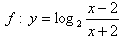 f : y = log₂ (x − 2)/(x + 2)